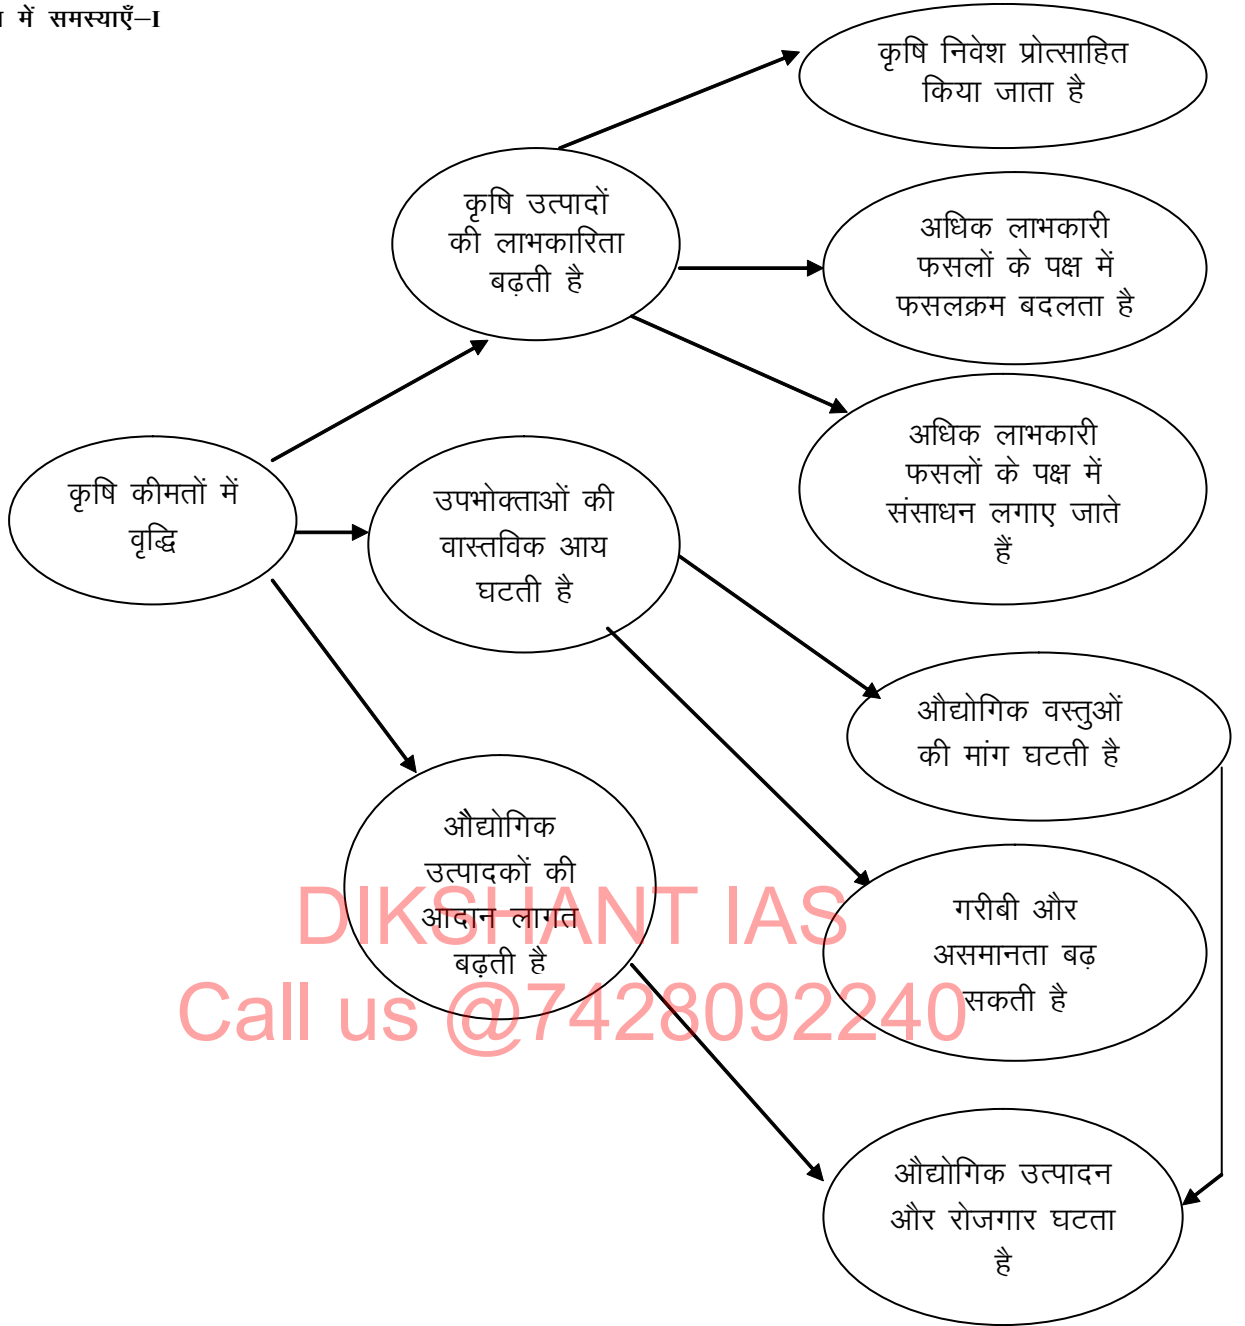 में समस्याएँ–I
कृषि निवेश प्रोत्साहित
किया जाता है
कृषि उत्पादों
की लाभकारिता
बढ़ती है
अधिक लाभकारी
फसलों के पक्ष में
फसलक्रम बदलता है
अधिक लाभकारी
फसलों के पक्ष में
संसाधन लगाए जाते
हैं
कृषि कीमतों में
वृद्धि
उपभोक्ताओं की
वास्तविक आय
घटती है
औद्योगिक वस्तुओं
की मांग घटती है
औद्योगिक
उत्पादकों की
आदान लागत
बढ़ती है
गरीबी और
असमानता बढ़
सकती है
औद्योगिक उत्पादन
और रोजगार घटता
है
DIKSHANT IAS
Call us @7428092240